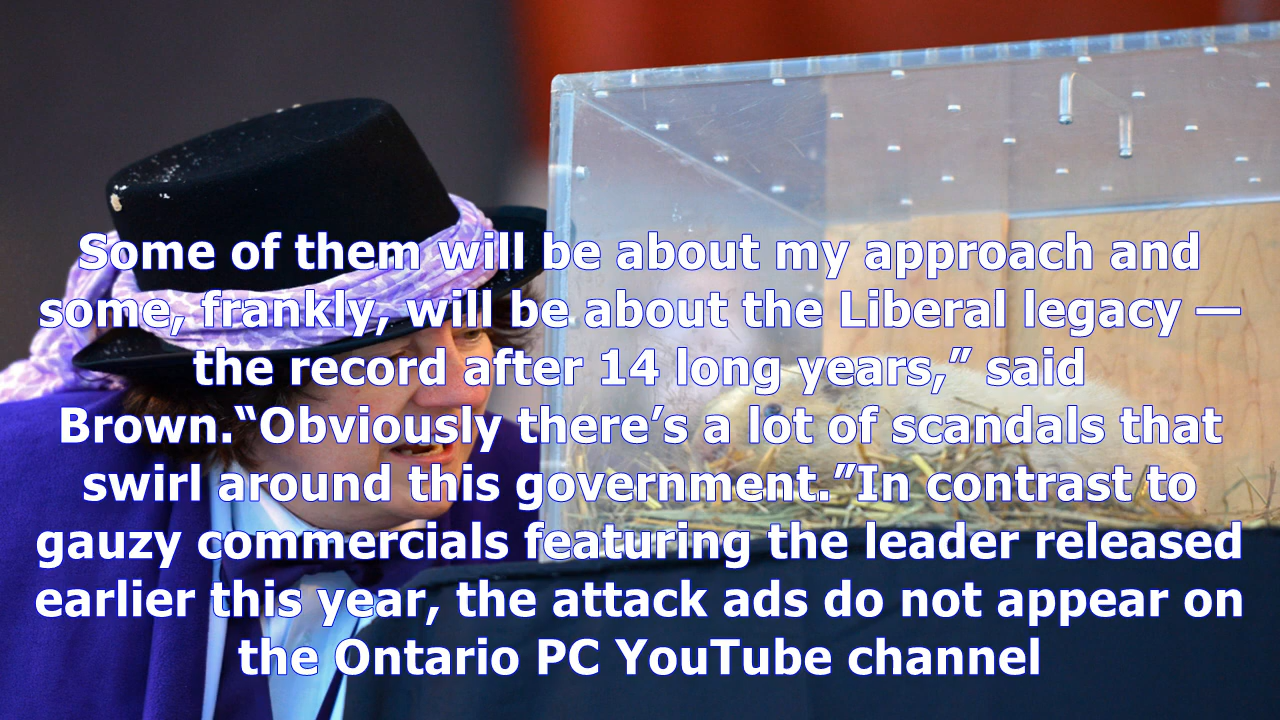 Some of them will be about my approach and
some, frankly, will be about the Liberal legacy —
the record after 14 long years,” said
Brown.“Obviously there’s a lot of scandals that
swirl around this government.”In contrast to
gauzy commercials featuring the leader released
earlier this year, the attack ads do not appear on
the Ontario PC YouTube channel